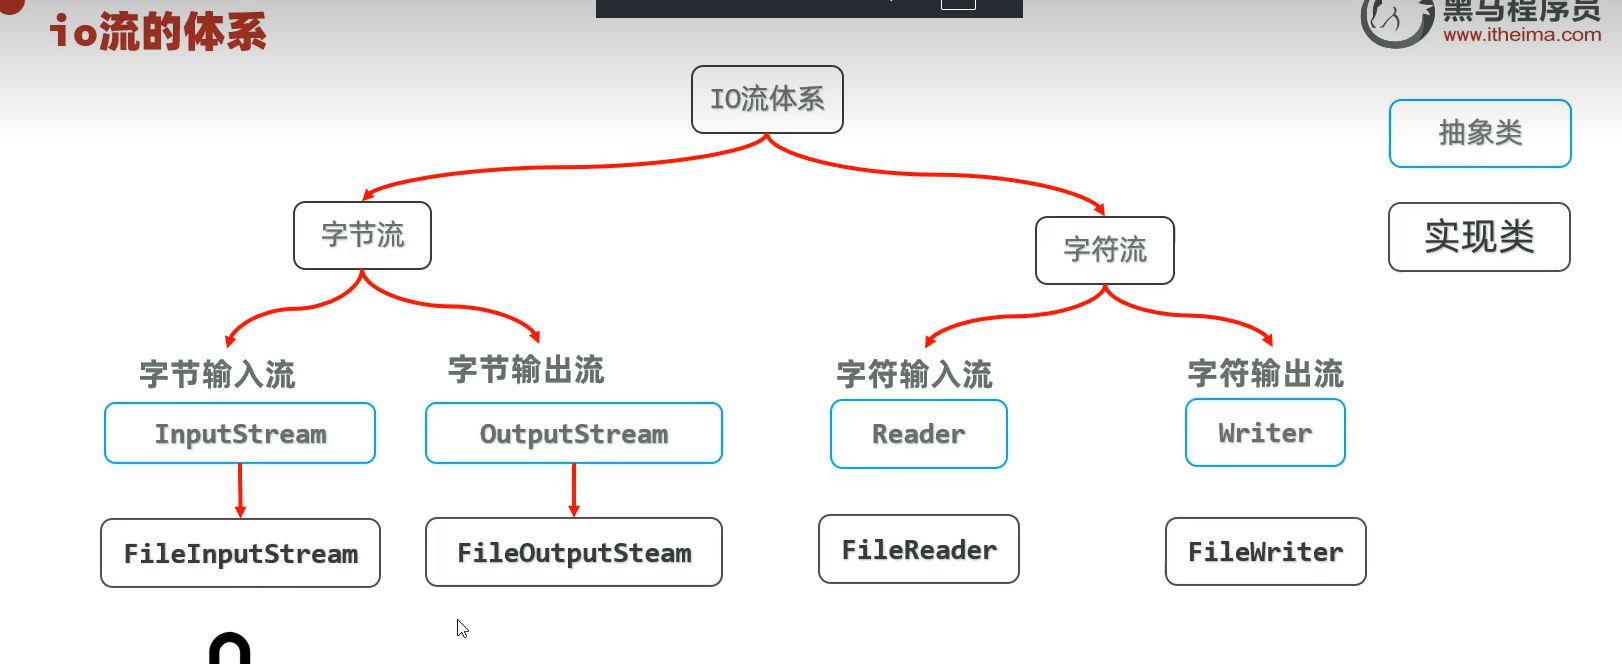 io流的体系
黑马程序员
www.itheima.com
IO流体系
抽象类
字节流
字符流
实现类
字节输入流
字节输出流
字符输入流
字符输出流
InputStream
OutputStream
Reader
Writer
FileInputStream
FileOutputSteam
FileReader
FileWriter